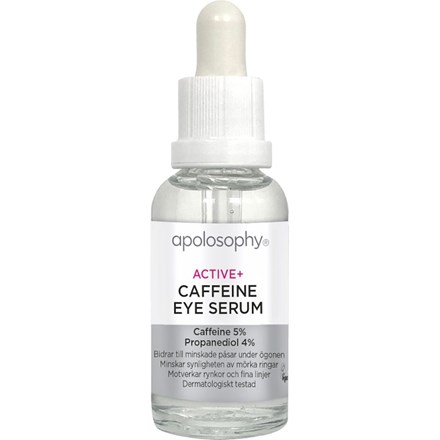 apolosophy®
ACTIVE+
CAFFEINE
EYE SERUM
Caffeine 5%
Propanediol 4%
Bidrar till minskade påsar under ögonen
Minskar synligheten av mörka ringar
Motverkar rynkor och fina linjer
Dermatologiskt testad